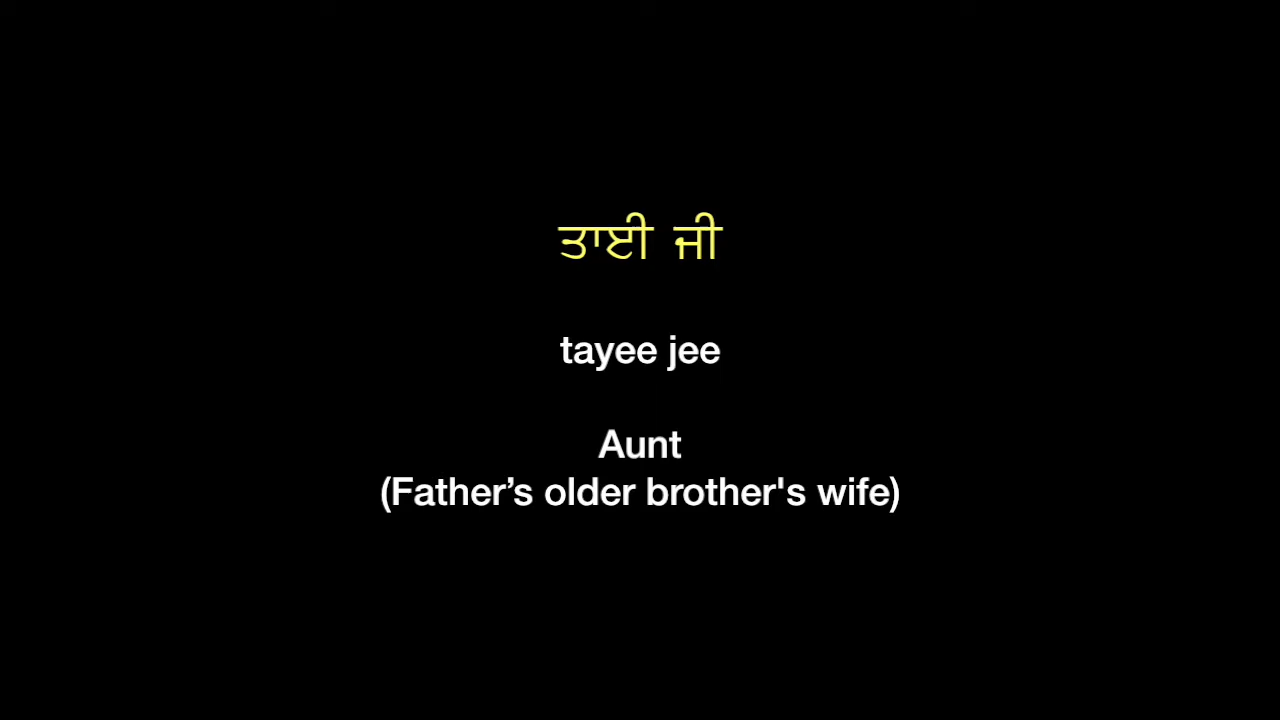 ਤਾਈ ਜੀ
tayee jee
Aunt
(Father’s older brother's wife)